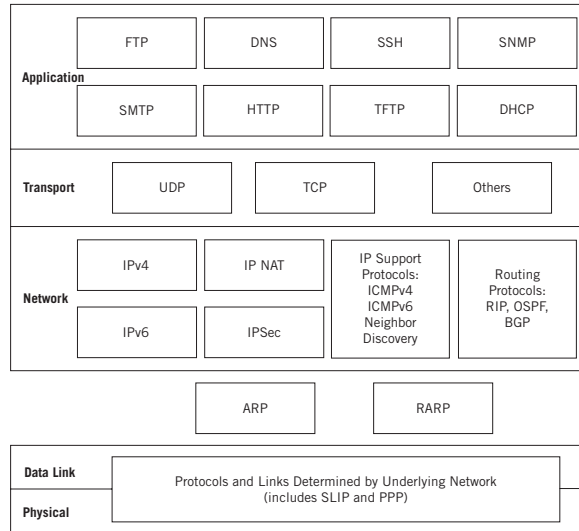 FTP
DNS
SSH
SNMP
Application
SMTP
HTTP
TFTP
DHCP
Transport
UDP
TCP
Others
IPv4
IP NAT
IP Support
Protocols:
ICMPv4
ICMPv6
Neighbor
Discovery
Routing
Protocols:
RIP, OSPF,
BGP
Network
IPv6
IPSec
ARP
RARP
Data Link
Protocols and Links Determined by Underlying Network
(includes SLIP and PPP)
Physical